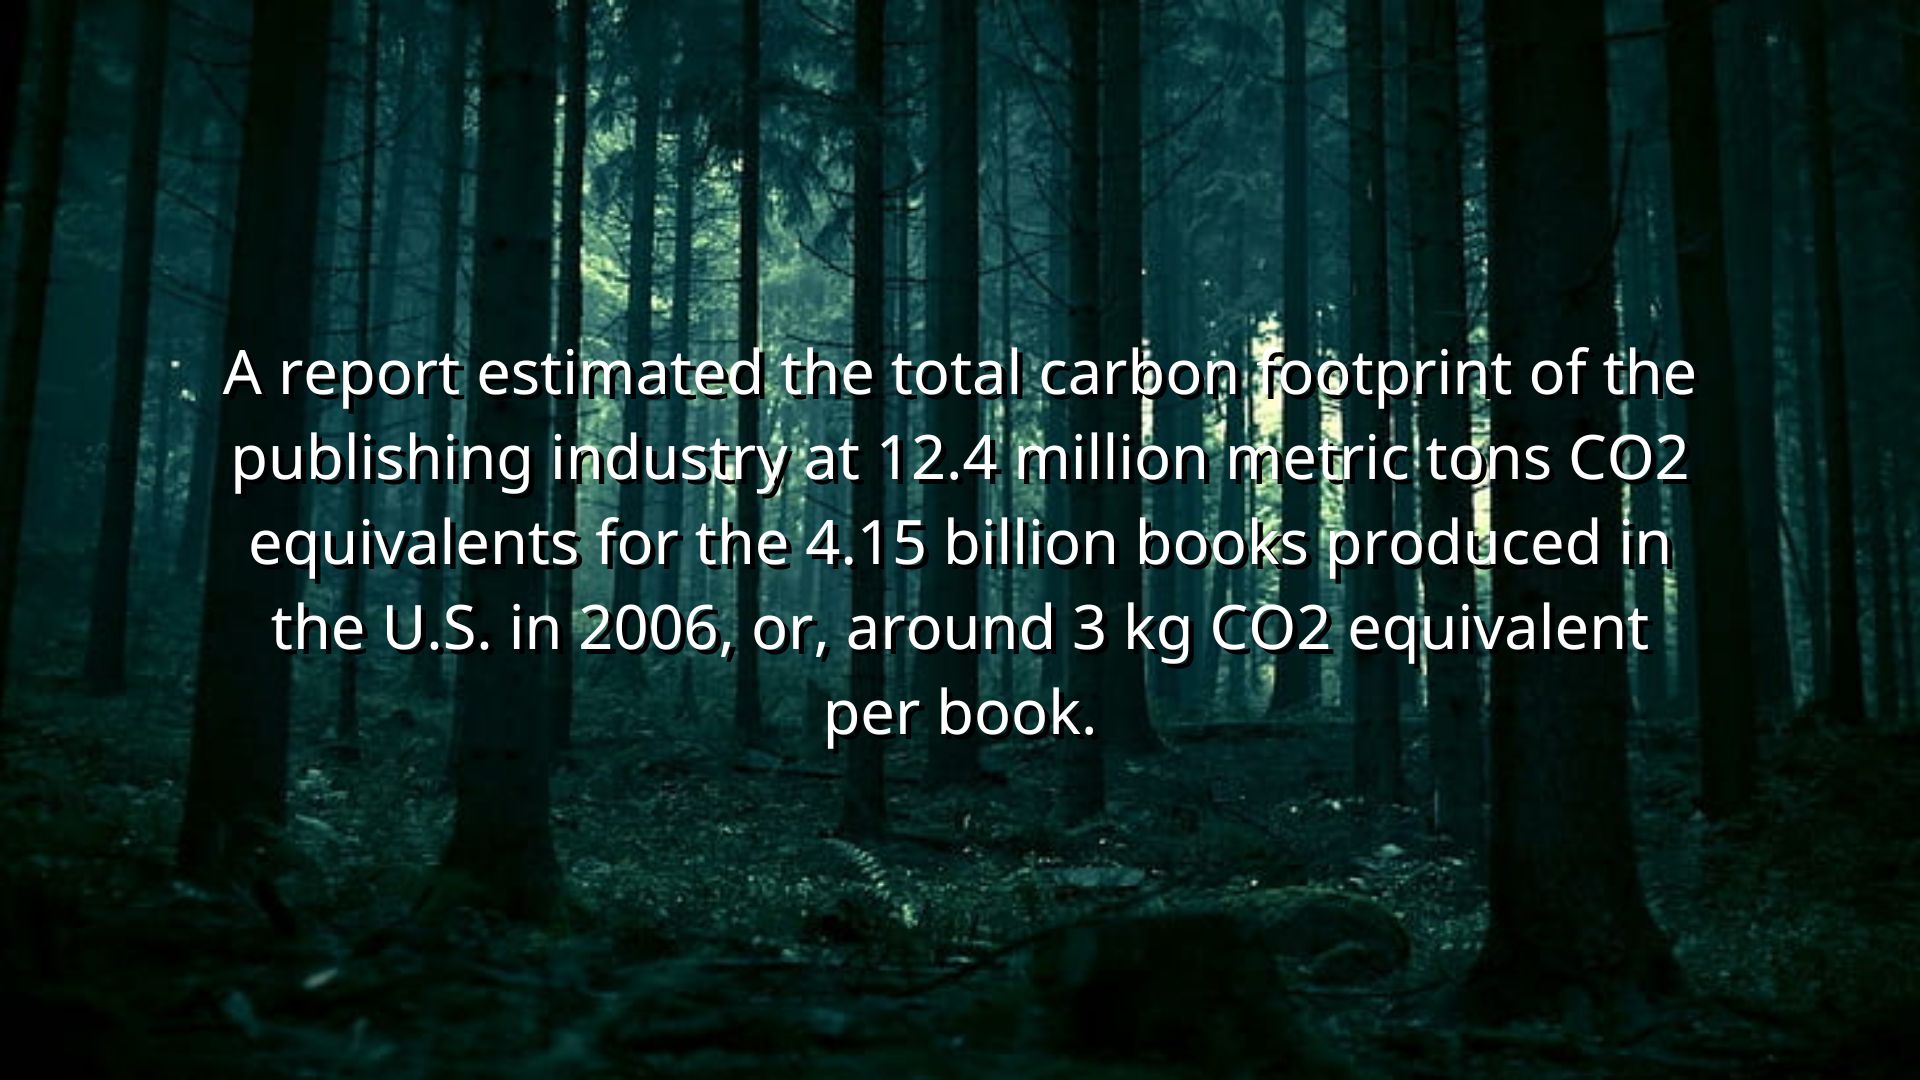 A report estimated the total carbon footprint of the
publishing industry at 12.4 million metric tons CO2
equivalents for the 4.15 billion books produced in
the U.S. in 2006, or, around 3 kg CO2 equivalent
per book.